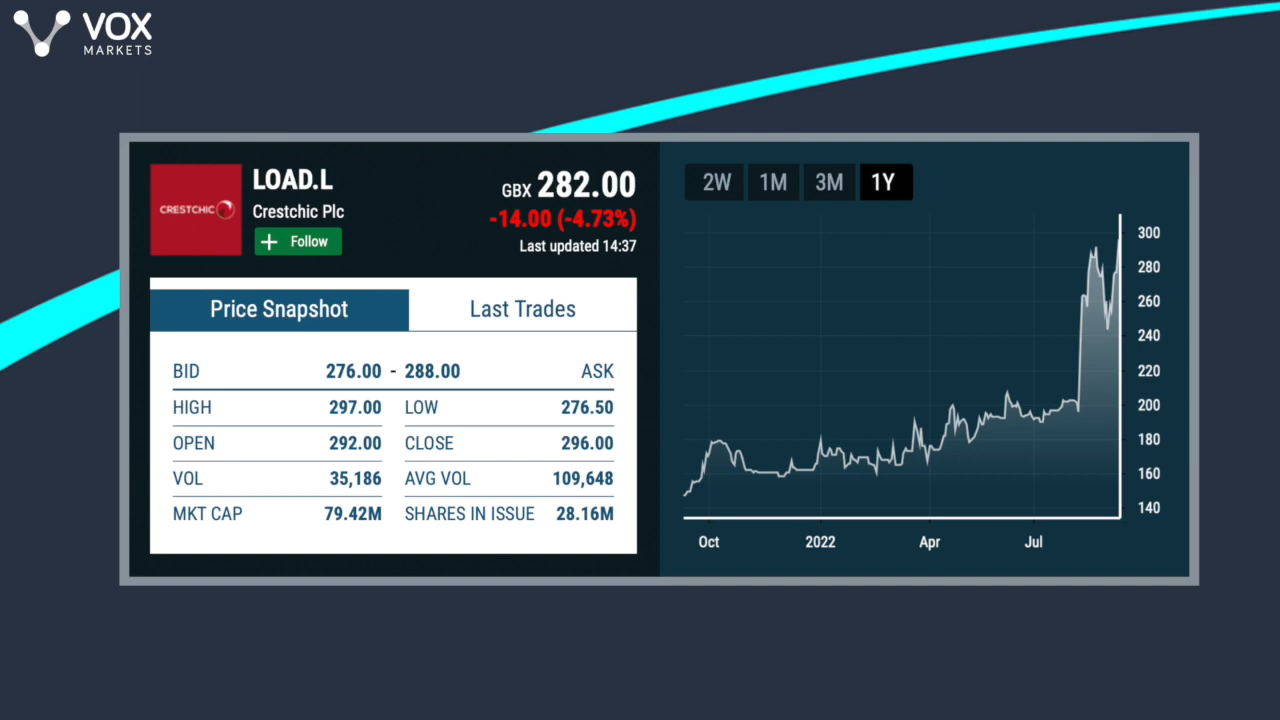 VOX
MARKETS
CRESTCHIC
LOAD.L
Crestchic Plc
+ Follow
GBX 282.00
-14.00 (-4.73%)
Last updated 14:37
Price Snapshot
Last Trades
BID 276.00 - 288.00 ASK
HIGH 297.00 LOW 276.50
OPEN 292.00 CLOSE 296.00
VOL 35,186 AVG VOL 109,648
MKT CAP 79.42M SHARES IN ISSUE 28.16M
2W 1M 3M 1Y
300
280
260
240
220
200
180
160
140
Oct 2022 Apr Jul